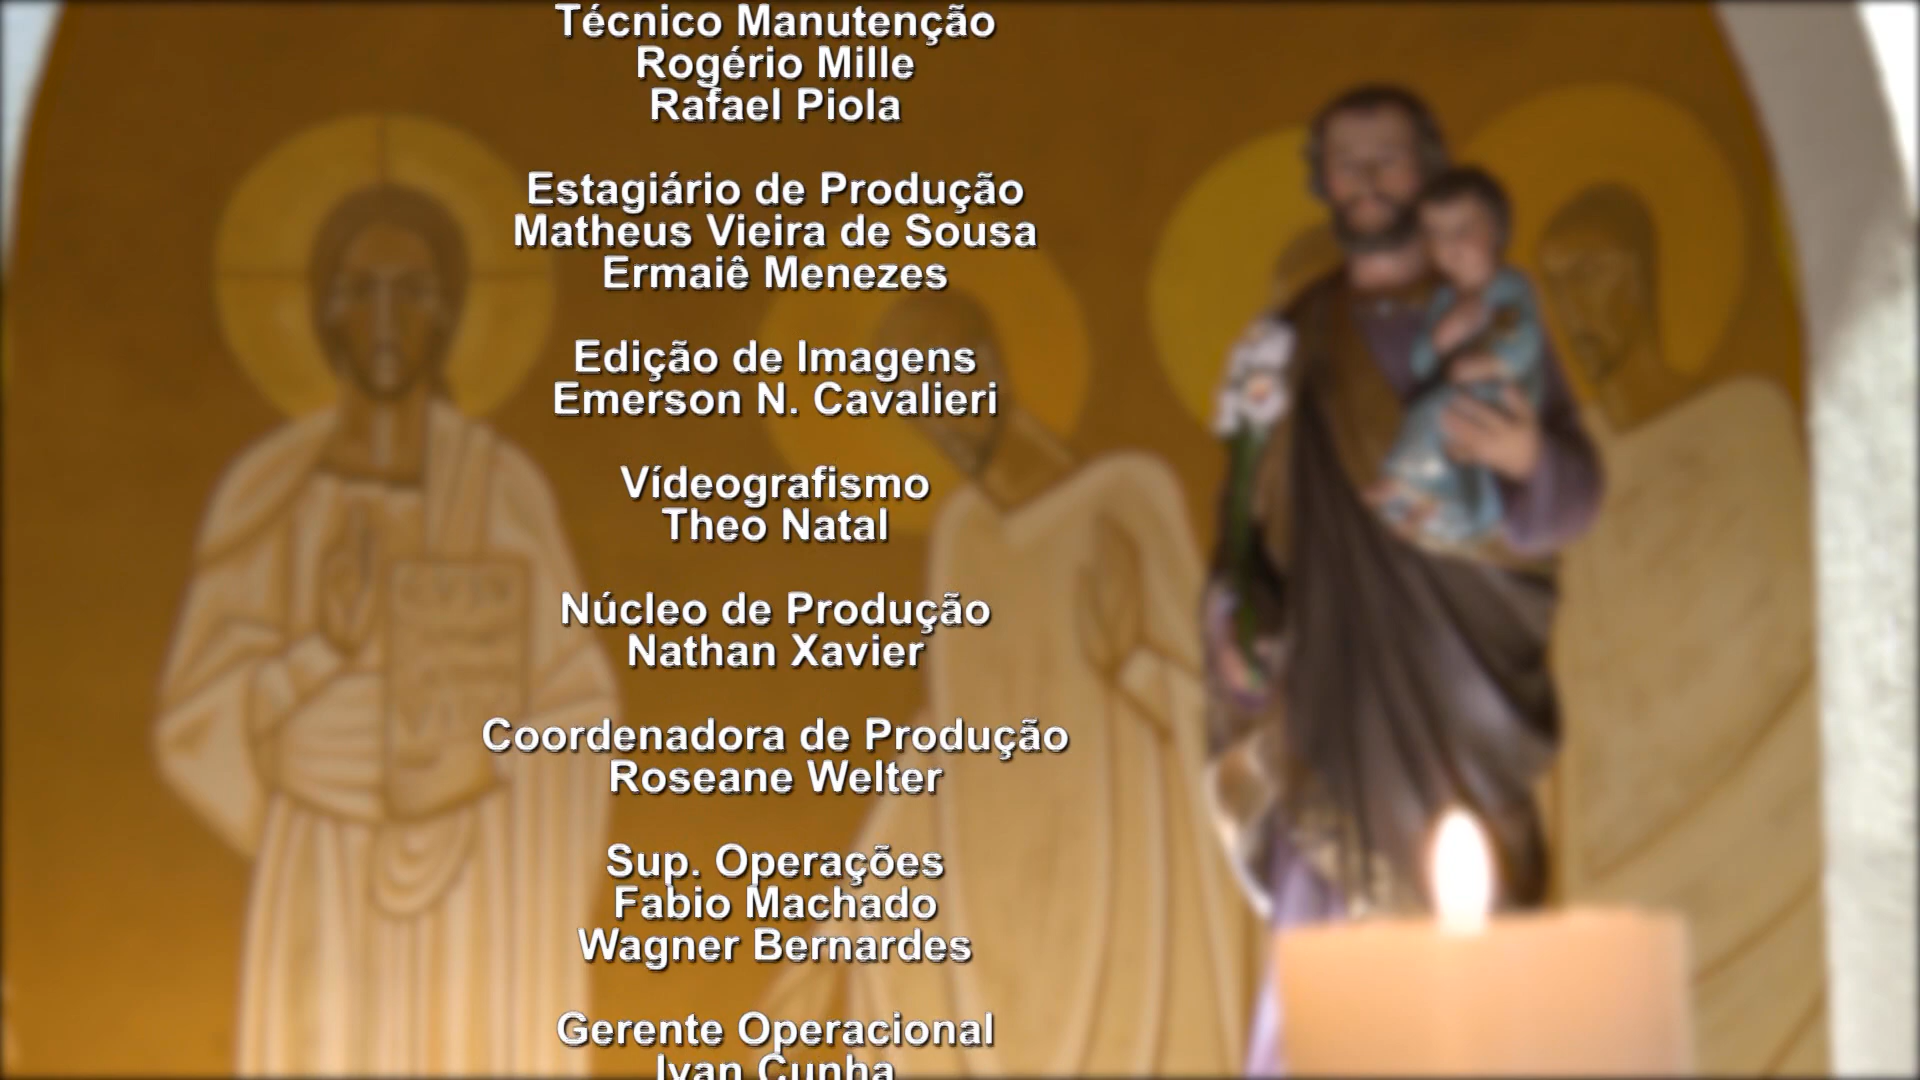 Técnico Manutenção
Rogério Mille
Rafael Piola
Estagiário de Produção
Matheus Vieira de Sousa
Ermaiê Menezes
Edição de Imagens
Emerson N. Cavalieri
Vídeografismo
Theo Natal
Núcleo de Produção
Nathan Xavier
Coordenadora de Produção
Roseane Welter
Sup. Operações
Fabio Machado
Wagner Bernardes
Gerente Operacional
Ivan Cunha